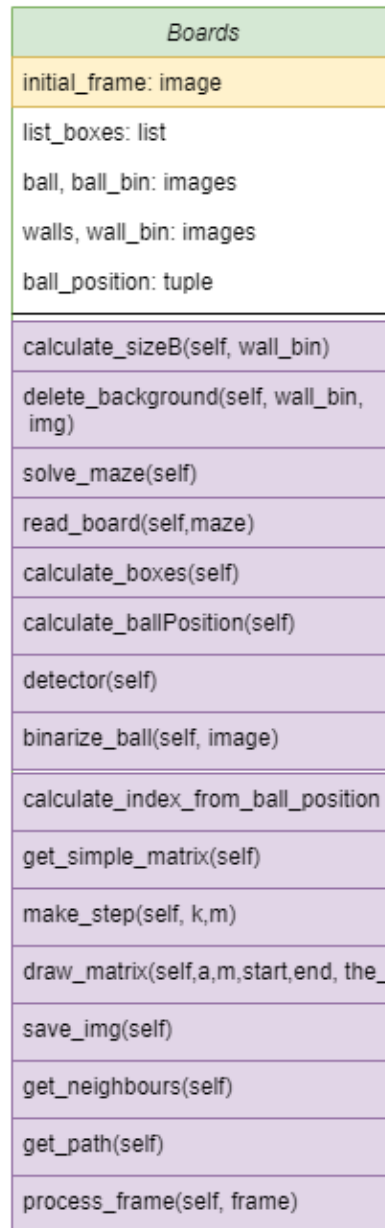 Boards
initial_frame: image
list_boxes: list
ball, ball_bin: images
walls, wall_bin: images
ball_position: tuple
calculate_sizeB(self, wall_bin)
delete_background(self, wall_bin,
img)
solve_maze(self)
read_board(self,maze)
calculate_boxes(self)
calculate_ballPosition(self)
detector(self)
binarize_ball(self, image)
calculate_index_from_ball_position
get_simple_matrix(self)
make_step(self, k,m)
draw_matrix(self,a,m,start,end, the_
save_img(self)
get_neighbours(self)
get_path(self)
process_frame(self, frame)